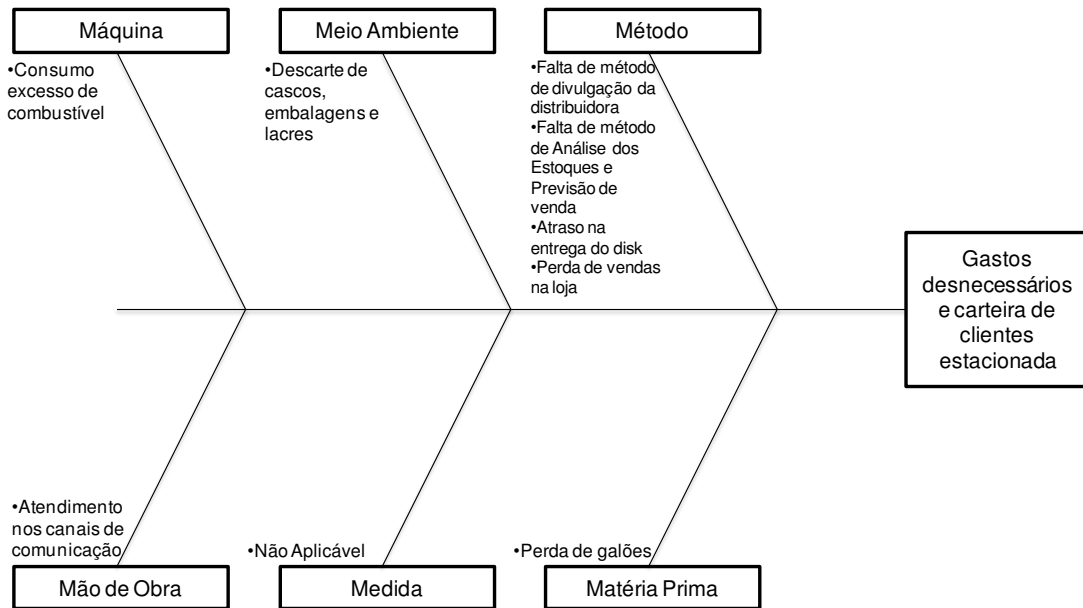 Máquina
•Consumo
excesso de
combustível
Meio Ambiente
•Descarte de
cascos,
embalagens e
lacres
Método
•Falta de método
de divulgação da
distribuidora
•Falta de método
de Análise dos
Estoques e
Previsão de
venda
•Atraso na
entrega do disk
•Perda de vendas
na loja
Gastos
desnecessários
e carteira de
clientes
estacionada
•Atendimento
nos canais de
comunicação
Mão de Obra
•Não Aplicável
Medida
•Perda de galões
Matéria Prima